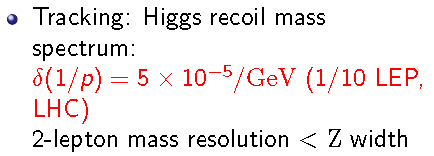 Tracking: Higgs recoil mass
spectrum:
δ(1/p) = 5 × 10⁻⁵/GeV (1/10 LEP,
LHC)
2-lepton mass resolution < Z width